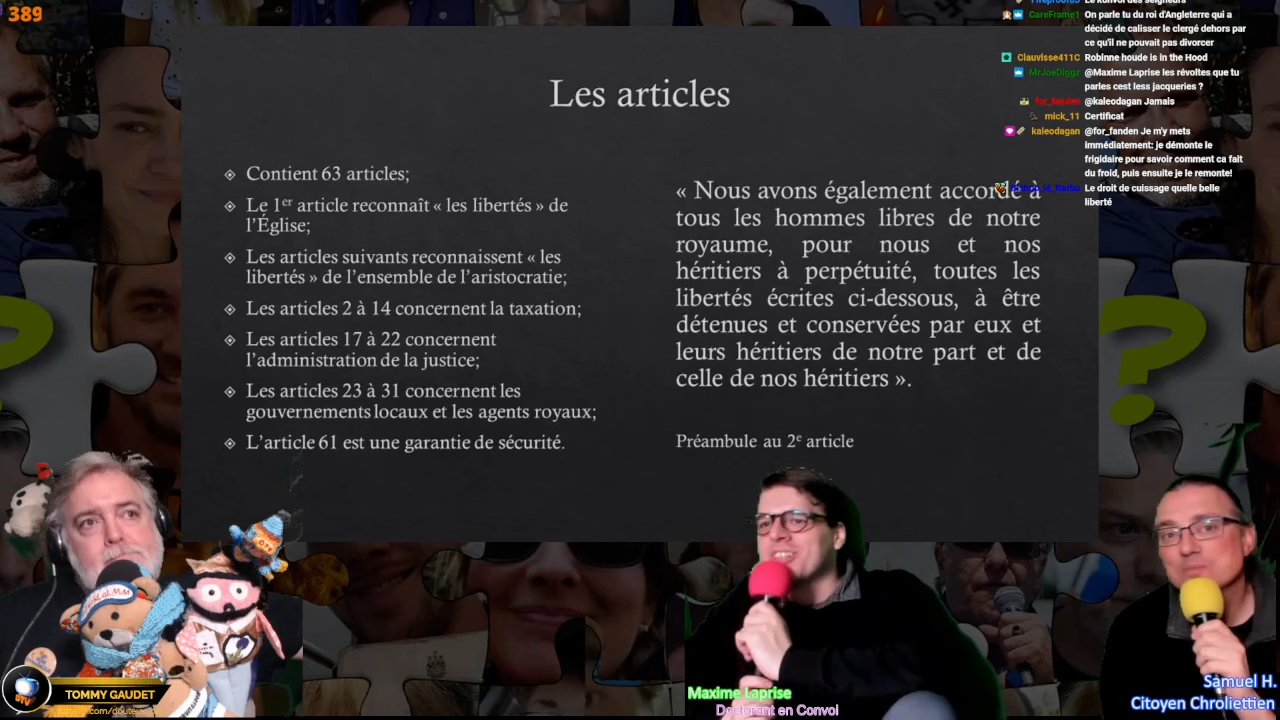 389
Les articles
Contient 63 articles;
Le 1er article reconnaît « les libertés » de
l’Église;
Les articles suivants reconnaissent « les
libertés » de l’ensemble de l’aristocratie;
Les articles 2 à 14 concernent la taxation;
Les articles 17 à 22 concernent
l’administration de la justice;
Les articles 23 à 31 concernent les
gouvernements locaux et les agents royaux;
L’article 61 est une garantie de sécurité.
« Nous avons également accordé à
tous les hommes libres de notre
royaume, pour nous et nos
héritiers à perpétuité, toutes les
libertés écrites ci-dessous, à être
détenues et conservées par eux et
leurs héritiers de notre part et de
celle de nos héritiers ».
Préambule au 2e article
CareFrame1 On parle tu du roi d'Angleterre qui a
décidé de calisser le clergé dehors par
ce qu'il ne pouvait pas divorcer
Clauvisse411C Robinne houde is in the Hood
MrJoeDiggz @Maxime Laprise les révoltes que tu
parles cest less jacqueries ?
for_fanden @kaleodagan Jamais
mick_11 Certificat
kaleodagan @for_fanden Je m'y mets
immédiatement: je démonte le
frigidaire pour savoir comment ca fait
du froid, puis ensuite je le remonte!
Le droit de cuissage quelle belle
liberté
TOMMY GAUDET
Maxime Laprise
Doctorant en Convoi
Samuel H.
Citoyen Chroliettien